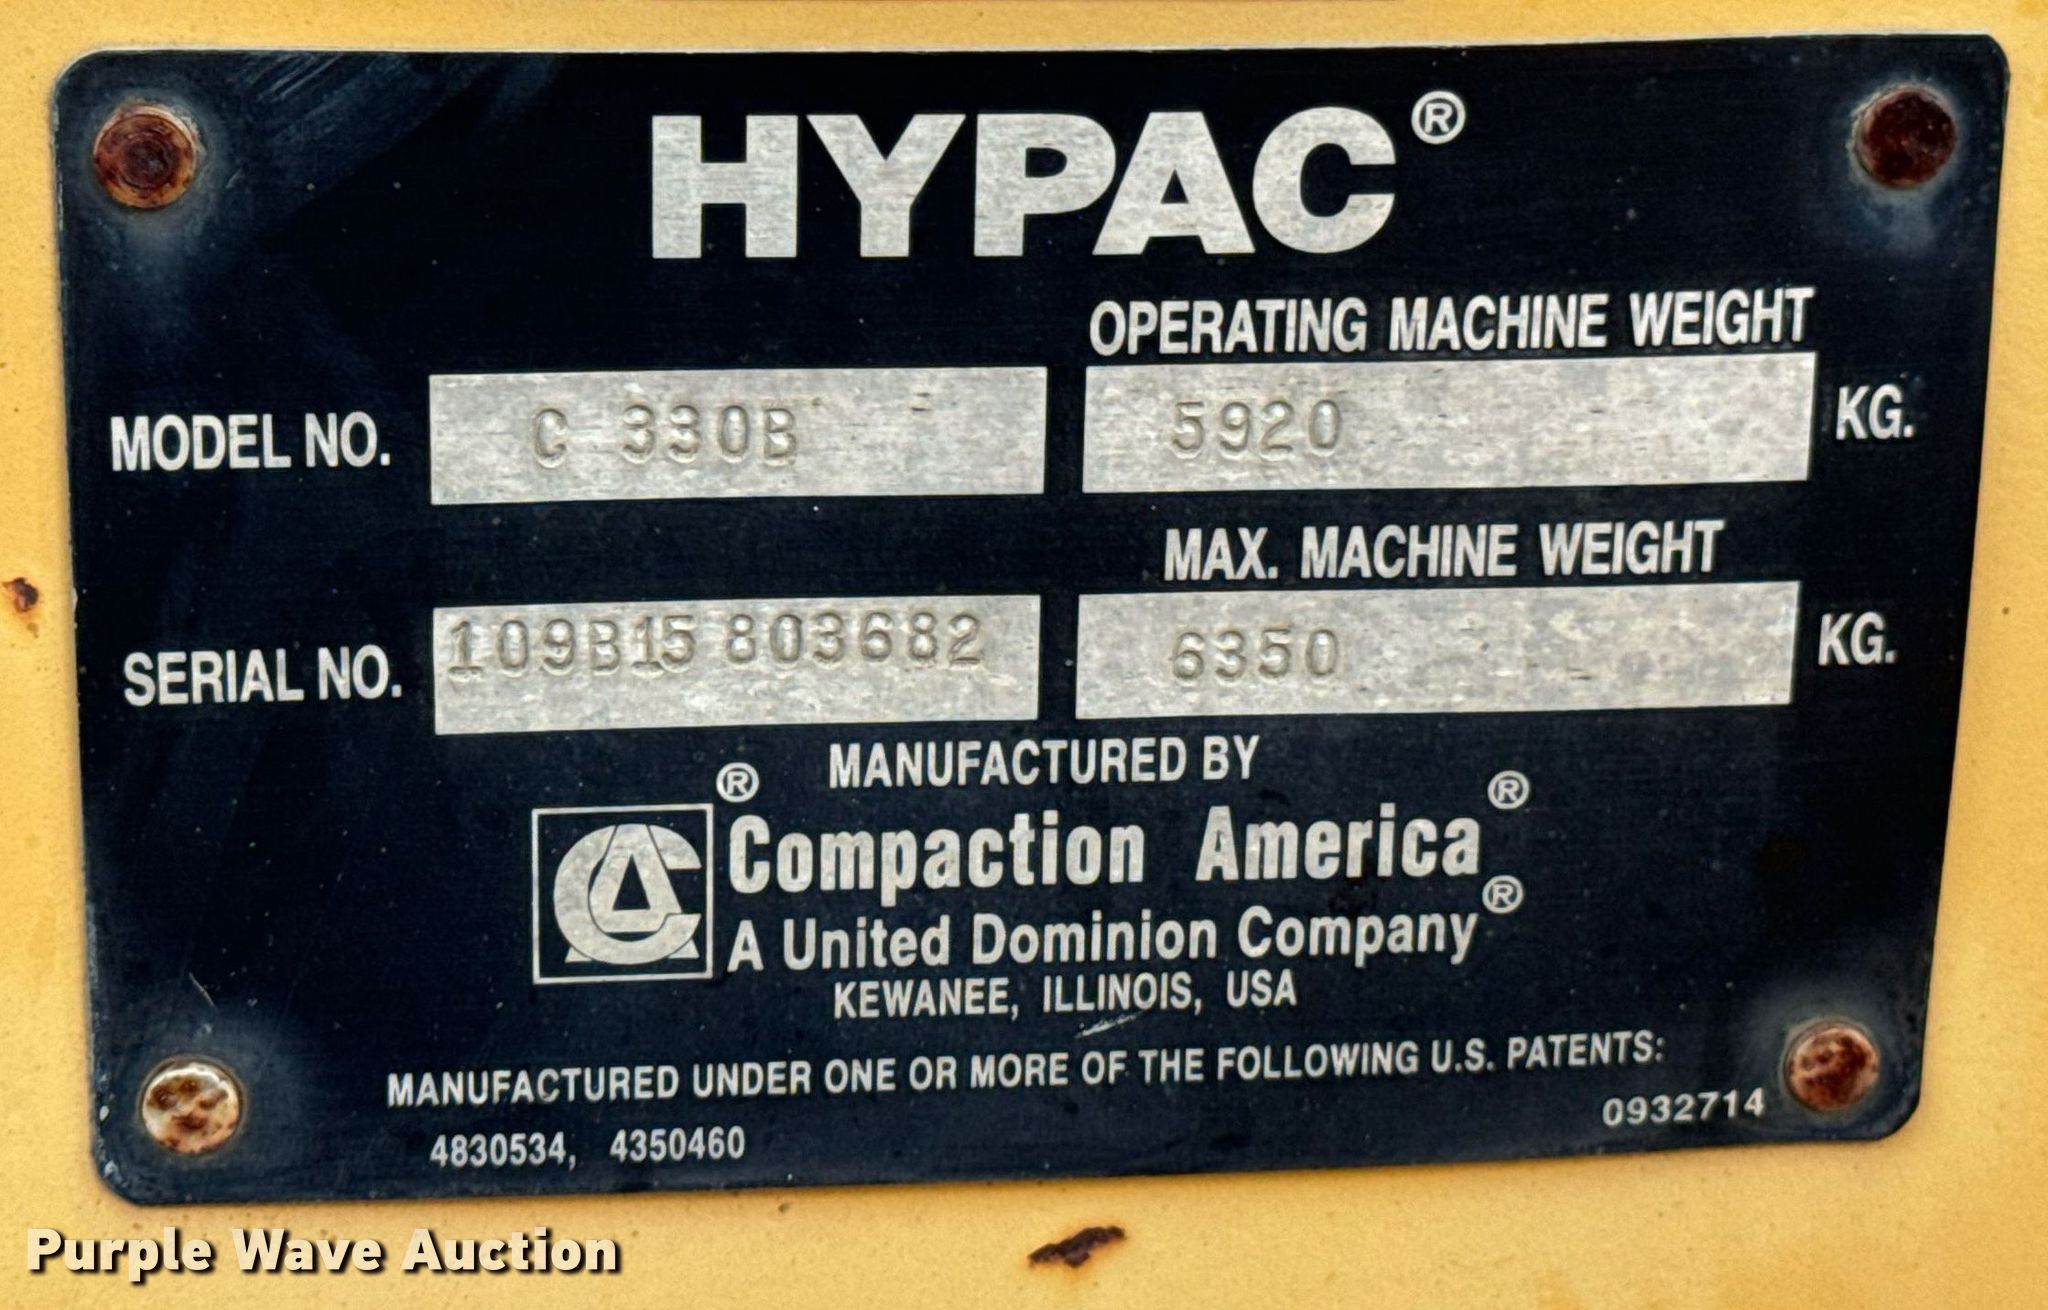 HYPAC®
OPERATING MACHINE WEIGHT
MODEL NO. C 330B 5920 KG.
MAX. MACHINE WEIGHT
SERIAL NO. 109B15 803682 6350 KG.
MANUFACTURED BY
CA® Compaction America®
A United Dominion Company®
KEWANEE, ILLINOIS, USA
MANUFACTURED UNDER ONE OR MORE OF THE FOLLOWING U.S. PATENTS:
4830534, 4350460
0932714
Purple Wave Auction